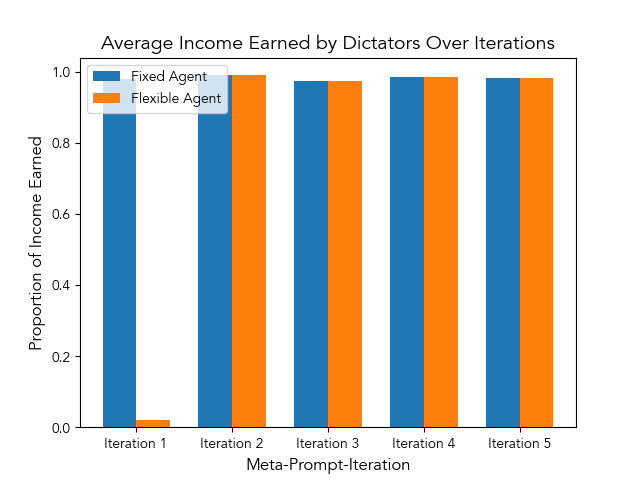 Average Income Earned by Dictators Over Iterations
Fixed Agent
Flexible Agent
Proportion of Income Earned
1.0
0.8
0.6
0.4
0.2
0.0
Iteration 1
Iteration 2
Iteration 3
Iteration 4
Iteration 5
Meta-Prompt-Iteration